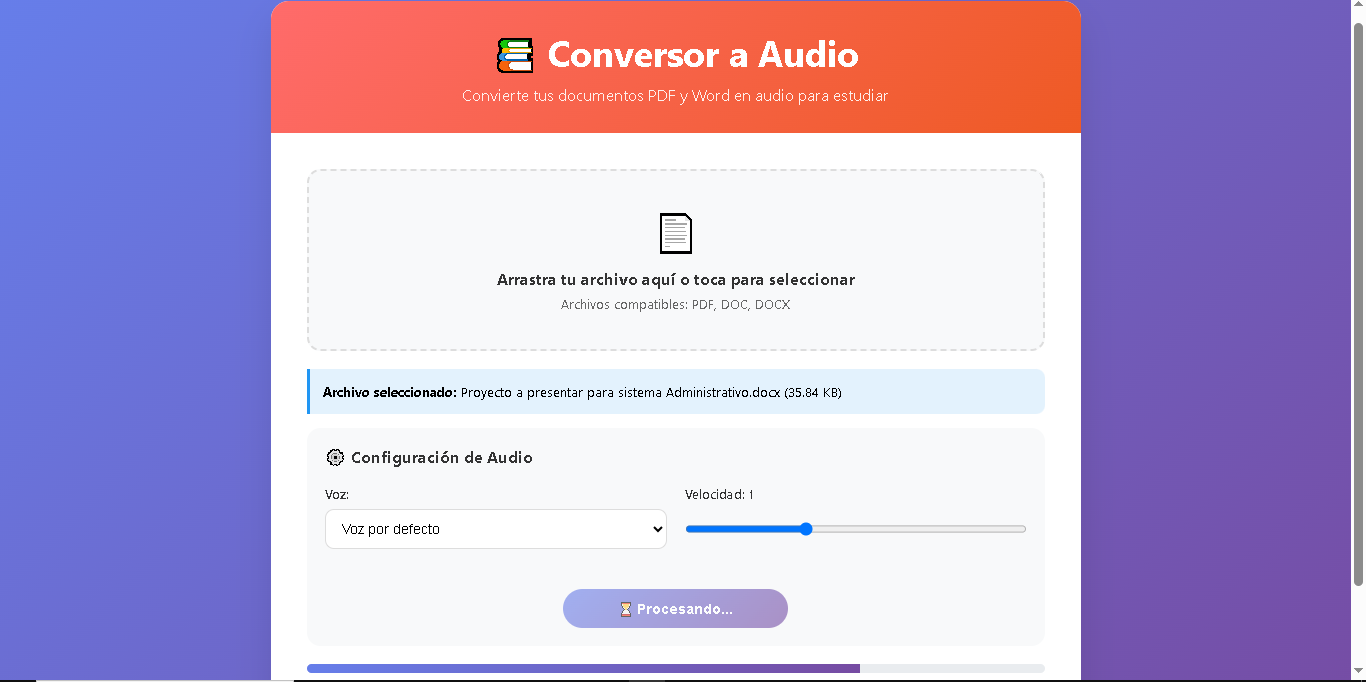 Conversor a Audio
Convierte tus documentos PDF y Word en audio para estudiar
Arrastra tu archivo aquí o toca para seleccionar
Archivos compatibles: PDF, DOC, DOCX
Archivo seleccionado: Proyecto a presentar para sistema Administrativo.docx (35.84 KB)
Configuración de Audio
Voz:
Velocidad: 1
Voz por defecto
Procesando...